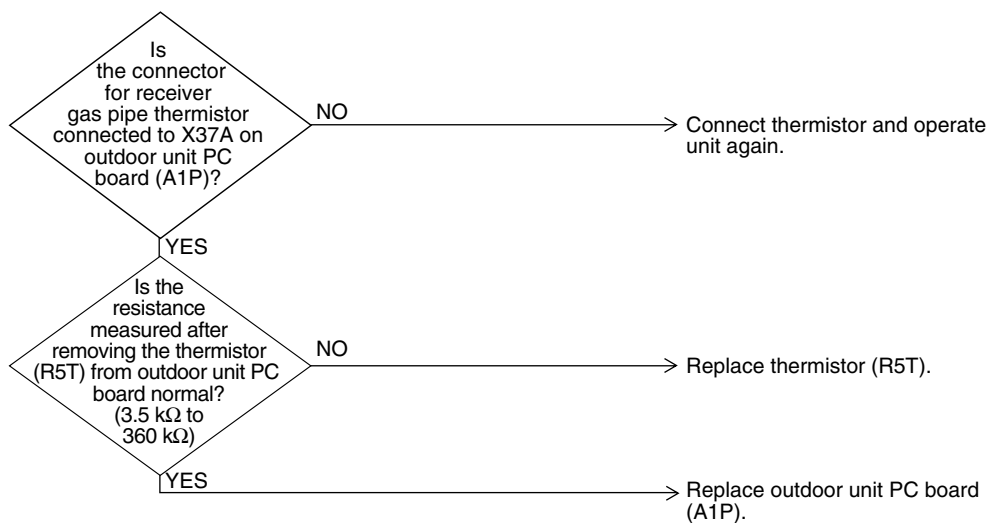 Is
the connector
for receiver
gas pipe thermistor
connected to X37A on
outdoor unit PC
board (A1P)?
NO
Connect thermistor and operate
unit again.
YES
Is the
resistance
measured after
removing the thermistor
(R5T) from outdoor unit PC
board normal?
(3.5 kΩ to
360 kΩ)
NO
Replace thermistor (R5T).
YES
Replace outdoor unit PC board
(A1P).